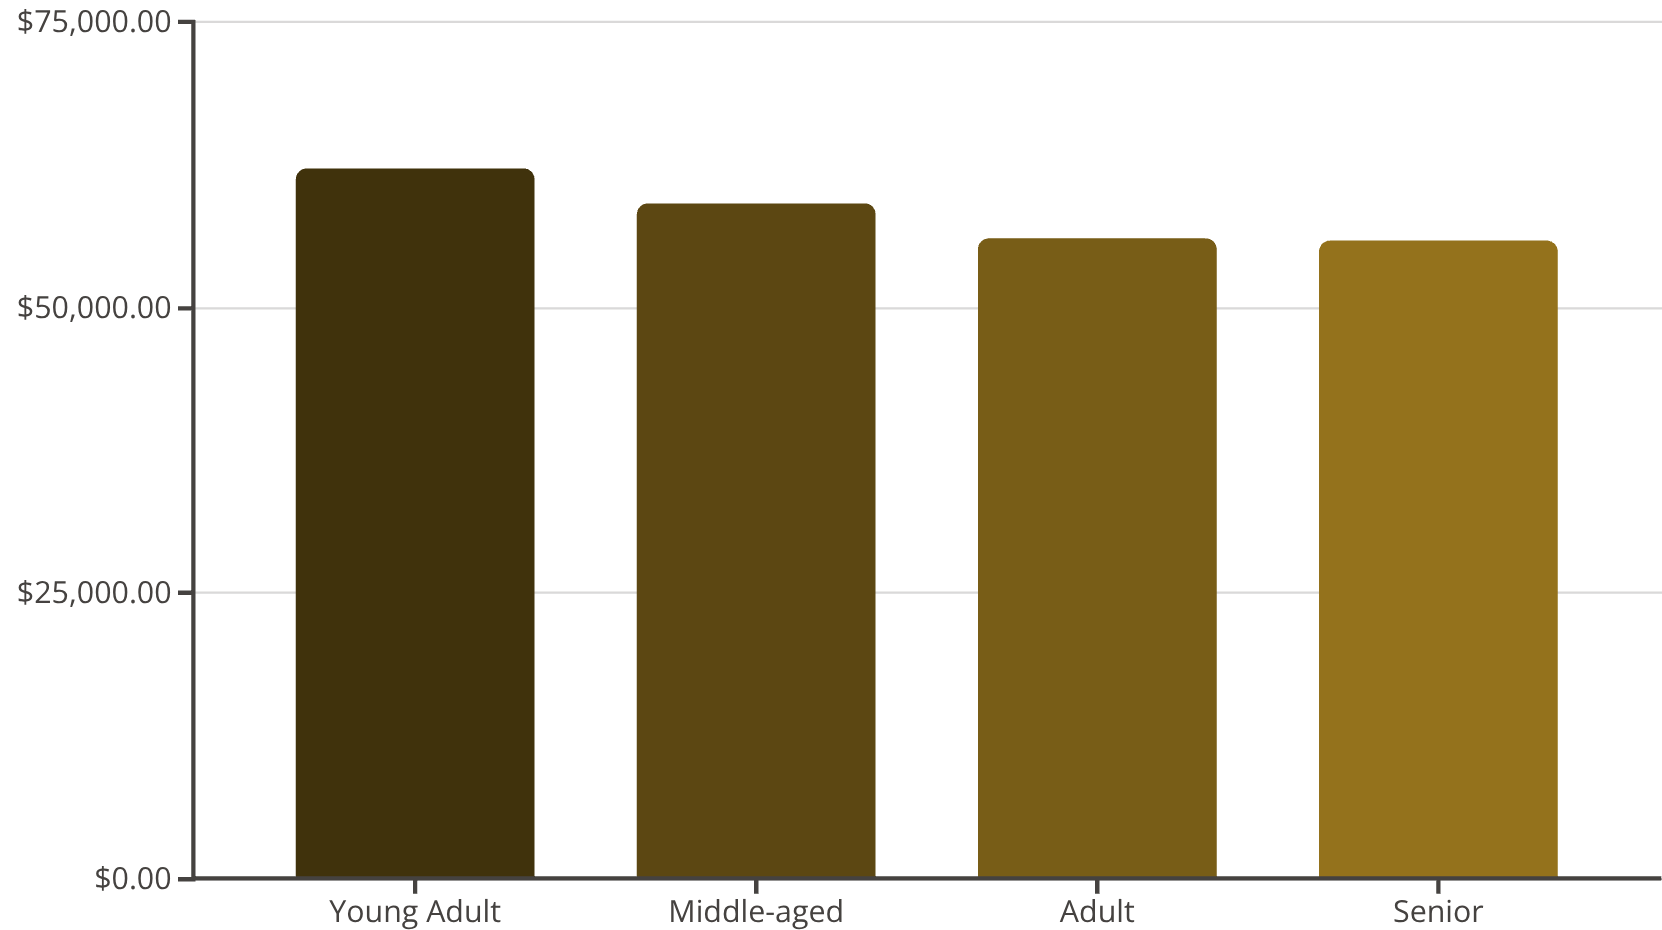 $75,000.00
$50,000.00
$25,000.00
$0.00
Young Adult Middle-aged Adult Senior